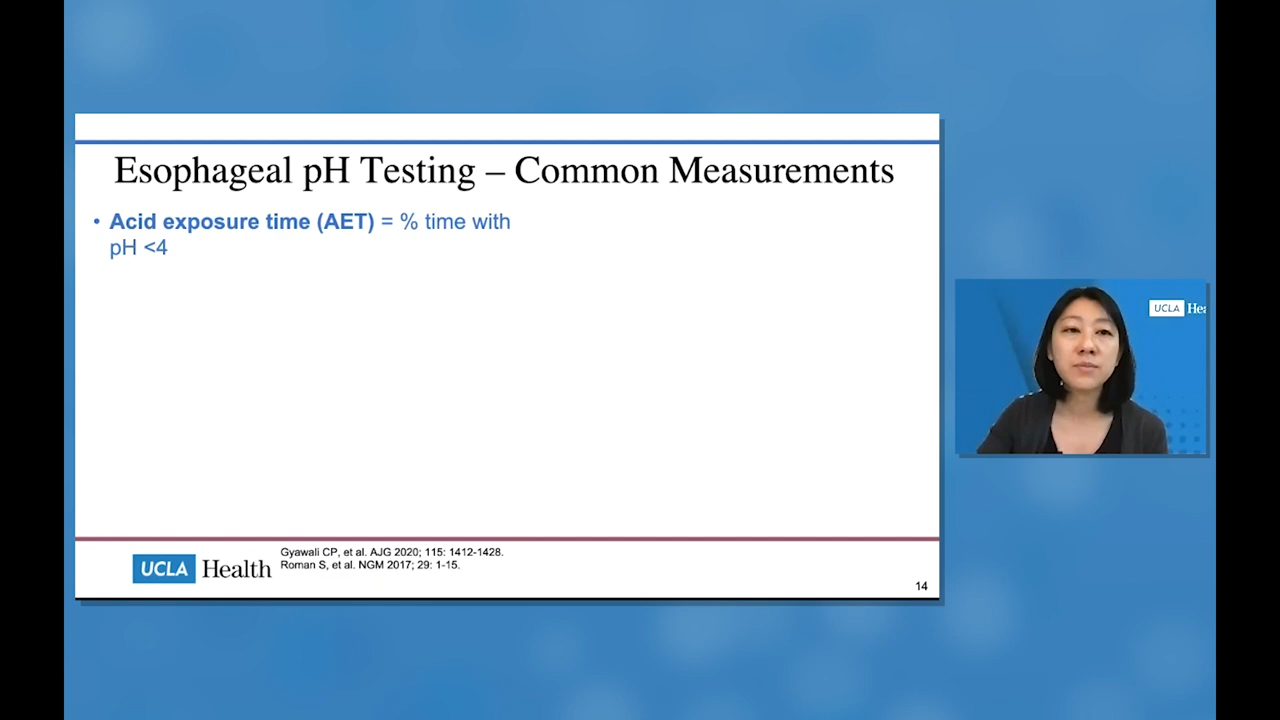 Esophageal pH Testing – Common Measurements
• Acid exposure time (AET) = % time with
pH <4
UCLA Health
Gyawali CP, et al. AJG 2020; 115: 1412-1428.
Roman S, et al. NGM 2017; 29: 1-15.
14
UCLA Hea